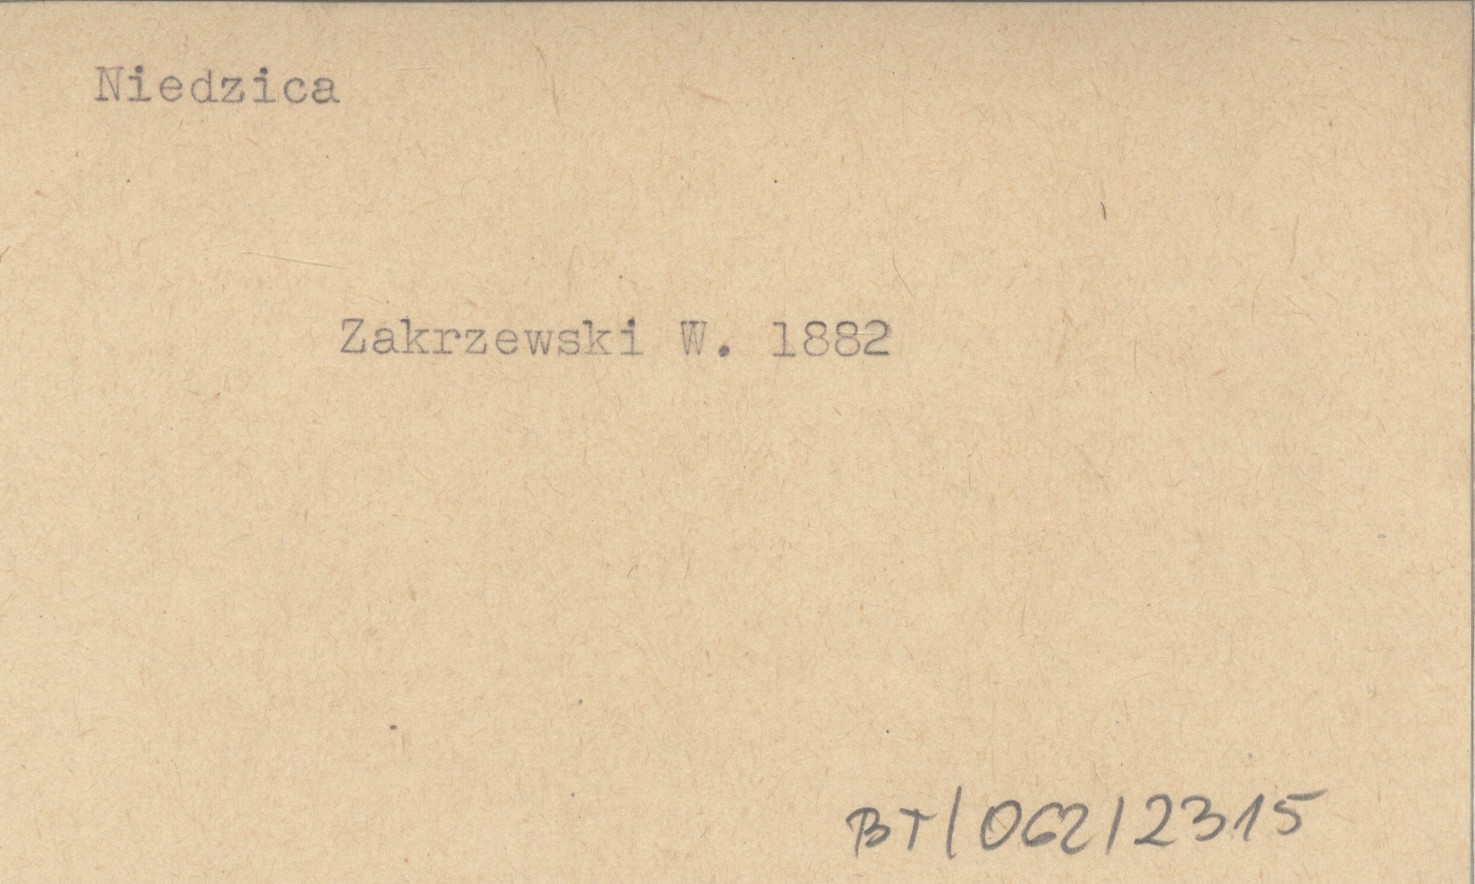 Niedzica
Zakrzewski W. 1882
BT/062/2315